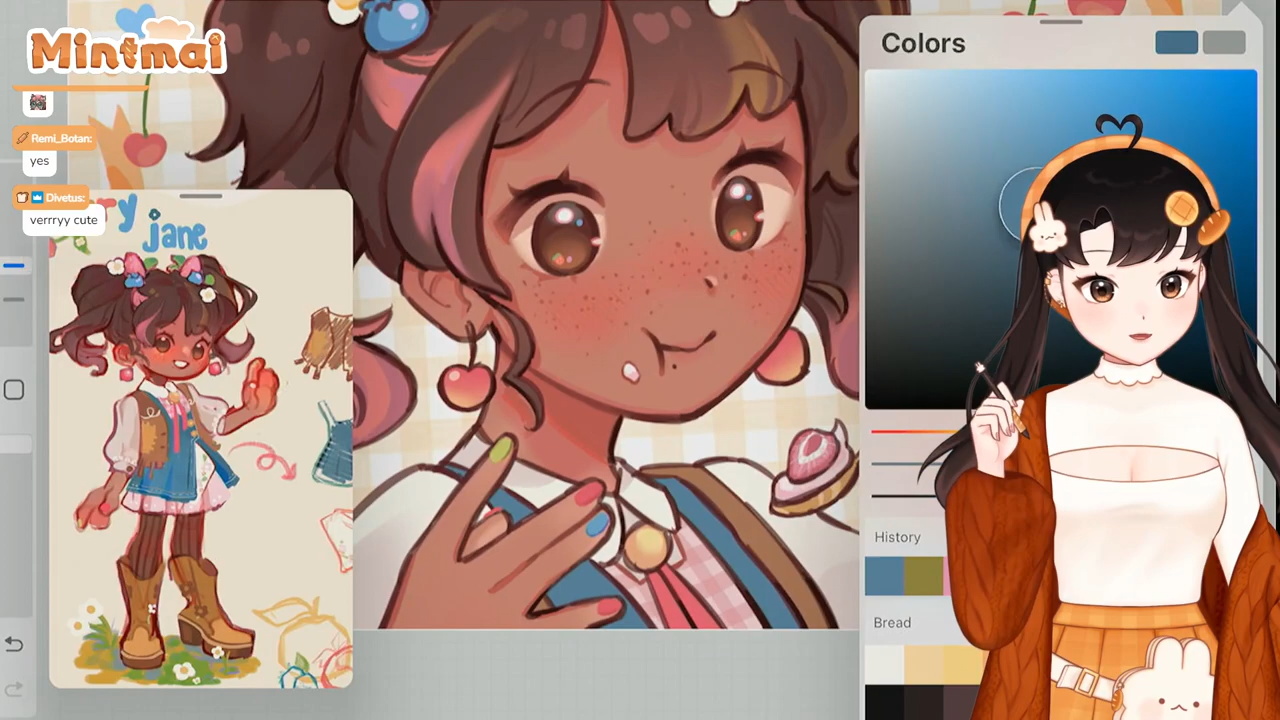 Mintmai
Remi_Botan:
yes
Divetus:
verrryy cute
jane
Colors
History
Bread